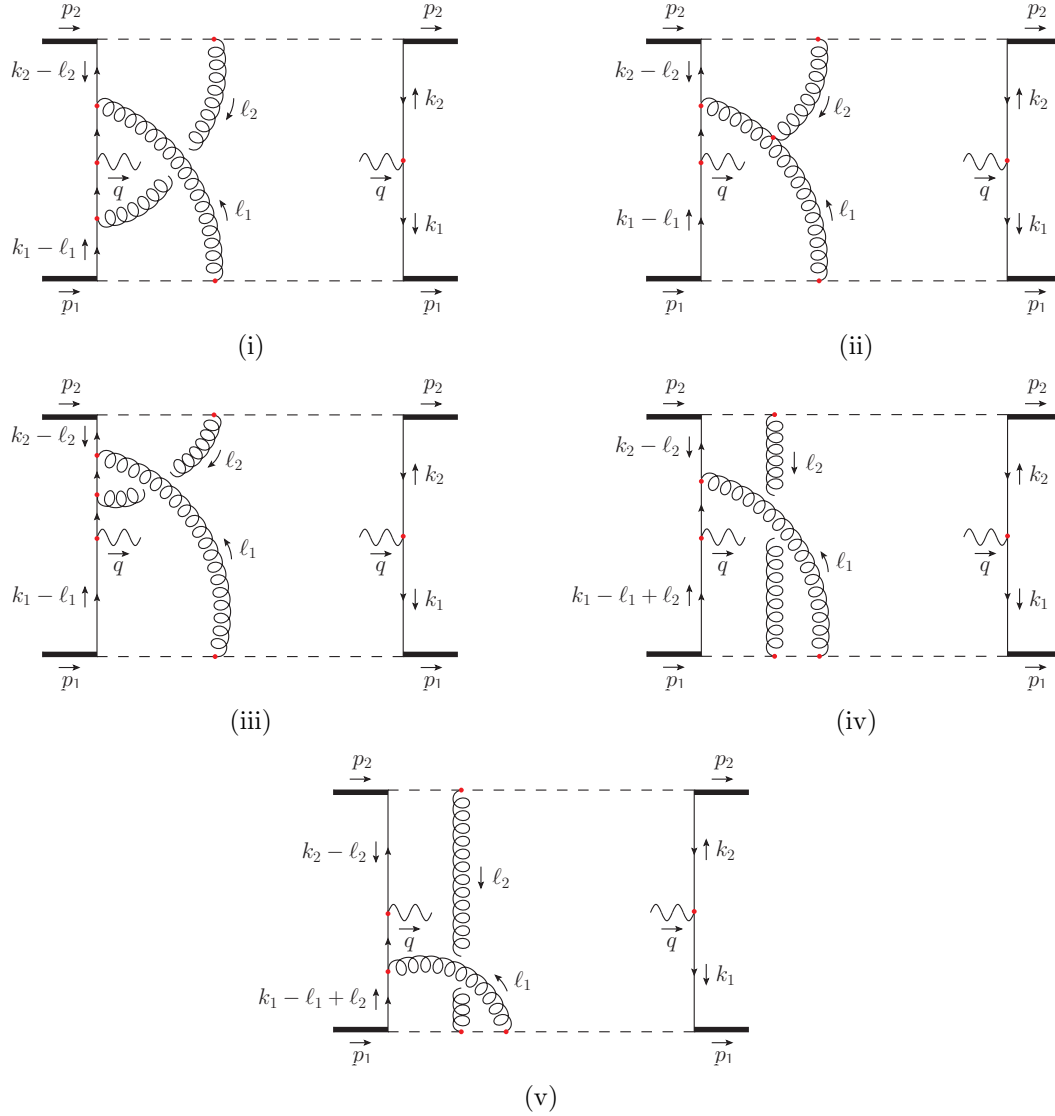 p₂ p₂ p₂ p₂
k₂ − ℓ₂ ℓ₂ k₂ k₂ − ℓ₂ ℓ₂ k₂
q q q q
k₁ − ℓ₁ ℓ₁ k₁ k₁ − ℓ₁ ℓ₁ k₁
p₁ p₁ p₁ p₁
(i) (ii)
p₂ p₂ p₂ p₂
k₂ − ℓ₂ ℓ₂ k₂ k₂ − ℓ₂ ℓ₂ k₂
q ℓ₁ q q ℓ₁ q
k₁ − ℓ₁ k₁ k₁ − ℓ₁ + ℓ₂ k₁
p₁ p₁ p₁ p₁
(iii) (iv)
p₂ p₂
k₂ − ℓ₂ ℓ₂ k₂
q q
k₁ − ℓ₁ + ℓ₂ ℓ₁ k₁
p₁ p₁
(v)